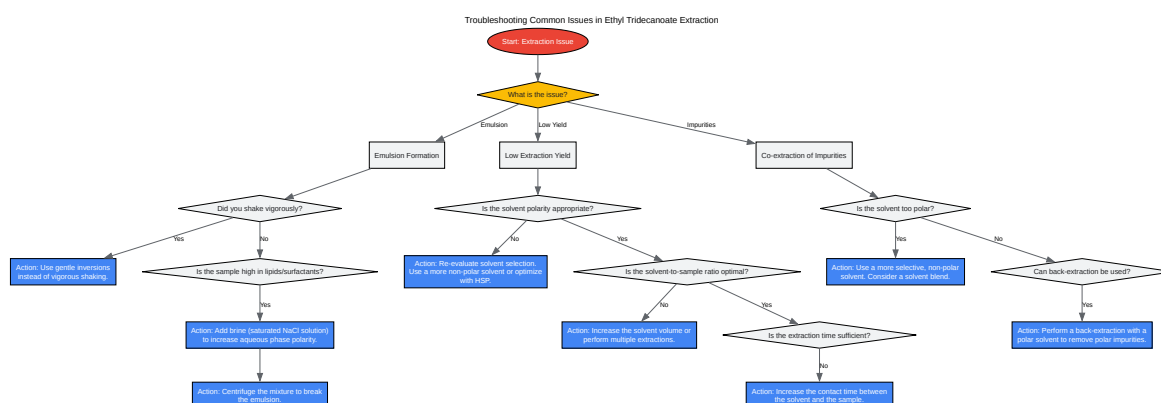 Troubleshooting Common Issues in Ethyl Tridecanoate Extraction
Start: Extraction Issue
What is the issue?
Emulsion
Low Yield
Impurities
Emulsion Formation
Low Extraction Yield
Co-extraction of Impurities
Did you shake vigorously?
Is the solvent polarity appropriate?
Is the solvent too polar?
Yes
No
No
Yes
Yes
No
Action: Use gentle inversions
instead of vigorous shaking.
Is the sample high in lipids/surfactants?
Action: Re-evaluate solvent selection.
Use a more non-polar solvent or optimize
with HSP.
Is the solvent-to-sample ratio optimal?
Action: Use a more selective, non-polar
solvent. Consider a solvent blend.
Can back-extraction be used?
Yes
No
Yes
Yes
Action: Add brine (saturated NaCl solution)
to increase aqueous phase polarity.
Action: Increase the solvent volume or
perform multiple extractions.
Is the extraction time sufficient?
Action: Perform a back-extraction with a
polar solvent to remove polar impurities.
No
Action: Centrifuge the mixture to break
the emulsion.
Action: Increase the contact time between
the solvent and the sample.